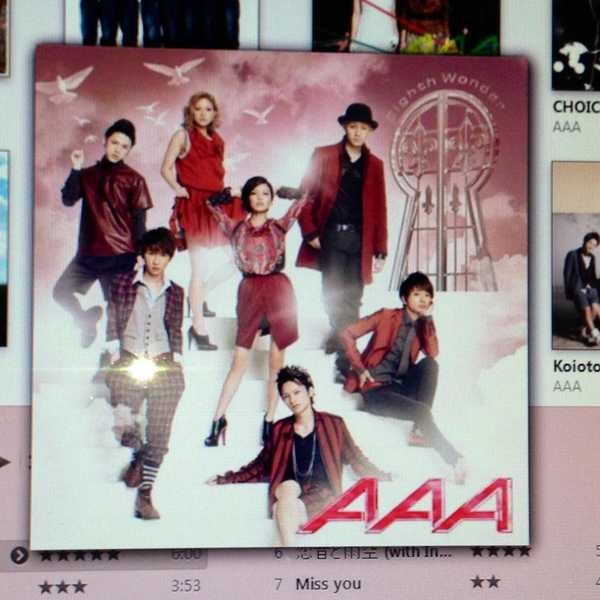 Eighth Wonder
CHOIC
AAA
Koioto
AAA
AAA
★★★★★ 6:00 6 恋音と雨空 (with In... ★★★★
★★★ 3:53 7 Miss you ★★